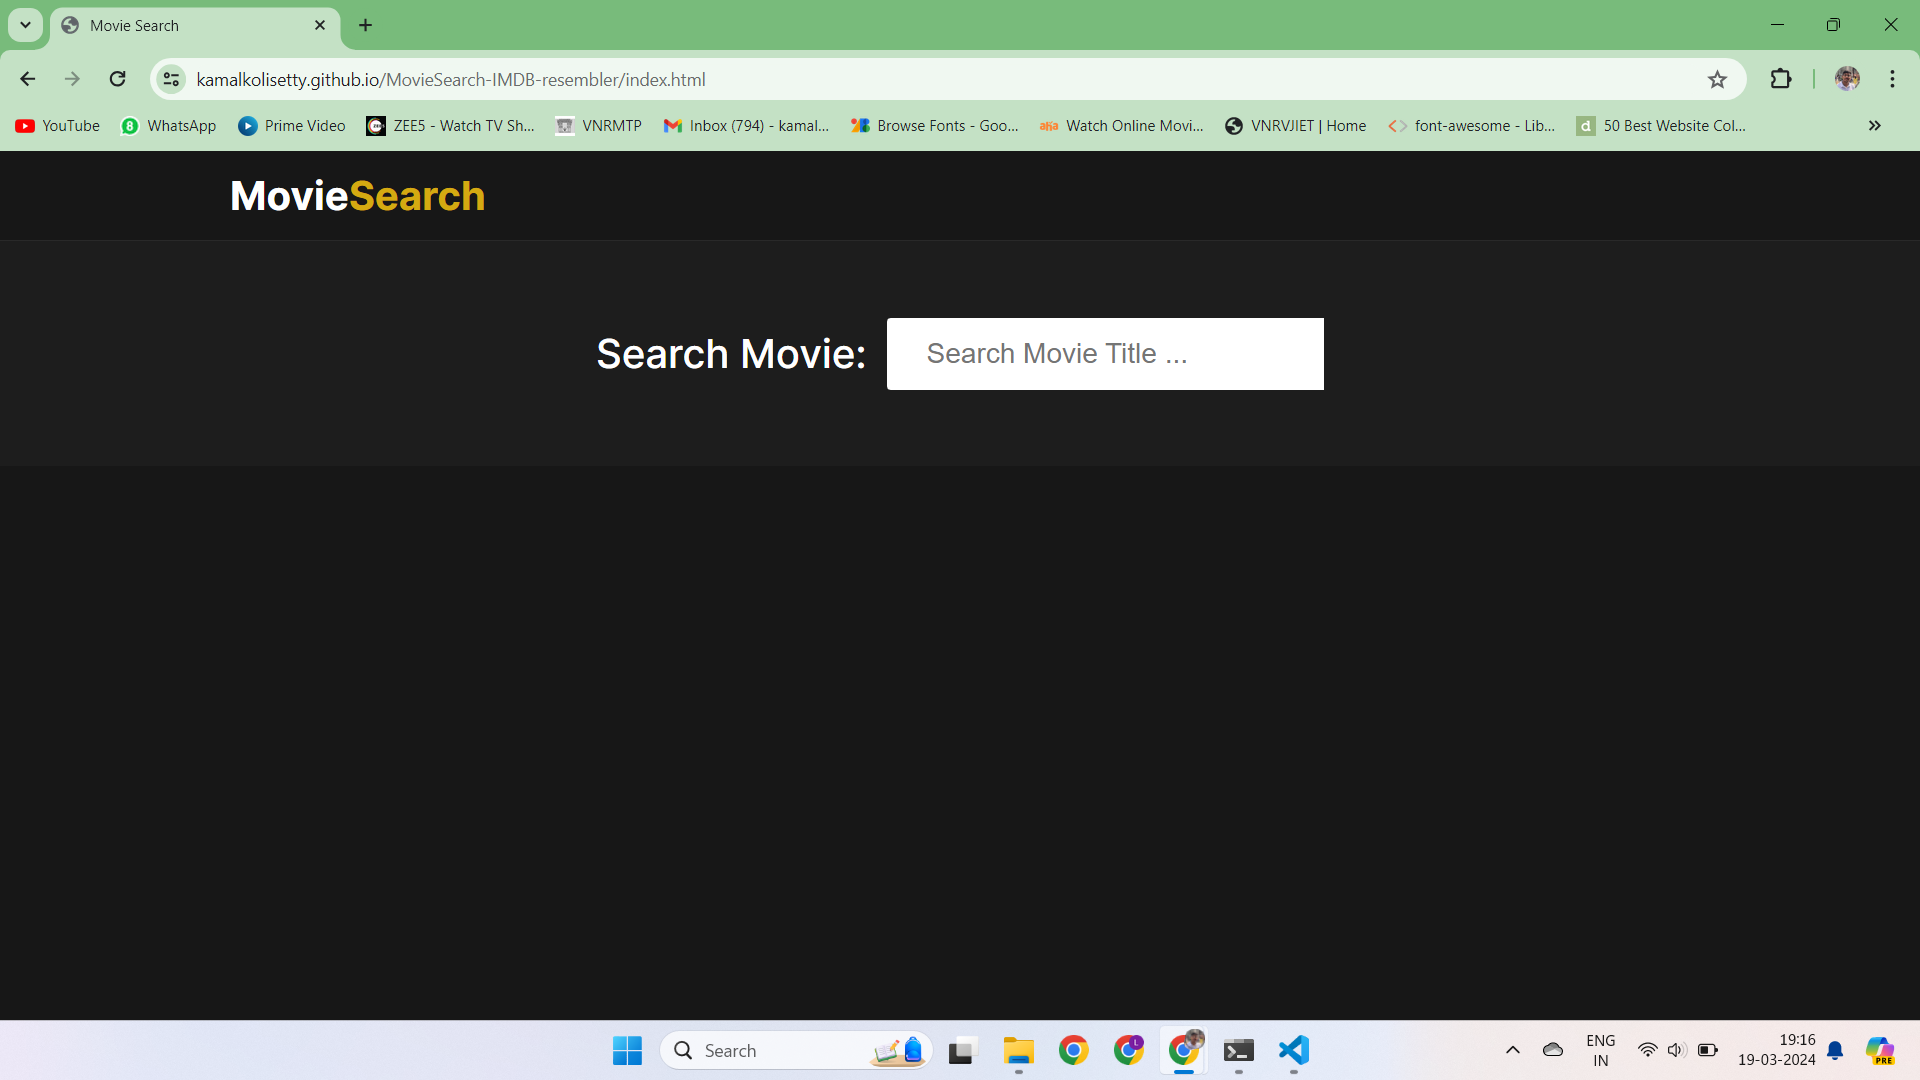 Movie Search
kamalkolisetty.github.io/MovieSearch-IMDB-resembler/index.html
YouTube WhatsApp Prime Video ZEE5 - Watch TV Sh... VNRMTP Inbox (794) - kamal... Browse Fonts - Goo... aha Watch Online Movi... VNRVJIET | Home font-awesome - Lib... d 50 Best Website Col...
MovieSearch
Search Movie: Search Movie Title ...
Search
L
ENG
IN
19:16
19-03-2024
PRE